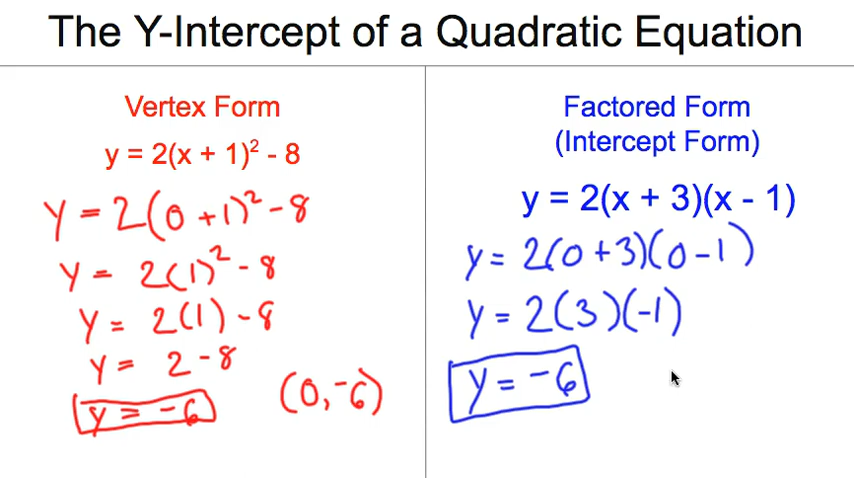 The Y-Intercept of a Quadratic Equation
Vertex Form
y = 2(x + 1)² - 8
y = 2(0 + 1)² - 8
y = 2(1)² - 8
y = 2(1) - 8
y = 2 - 8
y = -6
(0, -6)
Factored Form
(Intercept Form)
y = 2(x + 3)(x - 1)
y = 2(0 + 3)(0 - 1)
y = 2(3)(-1)
y = -6